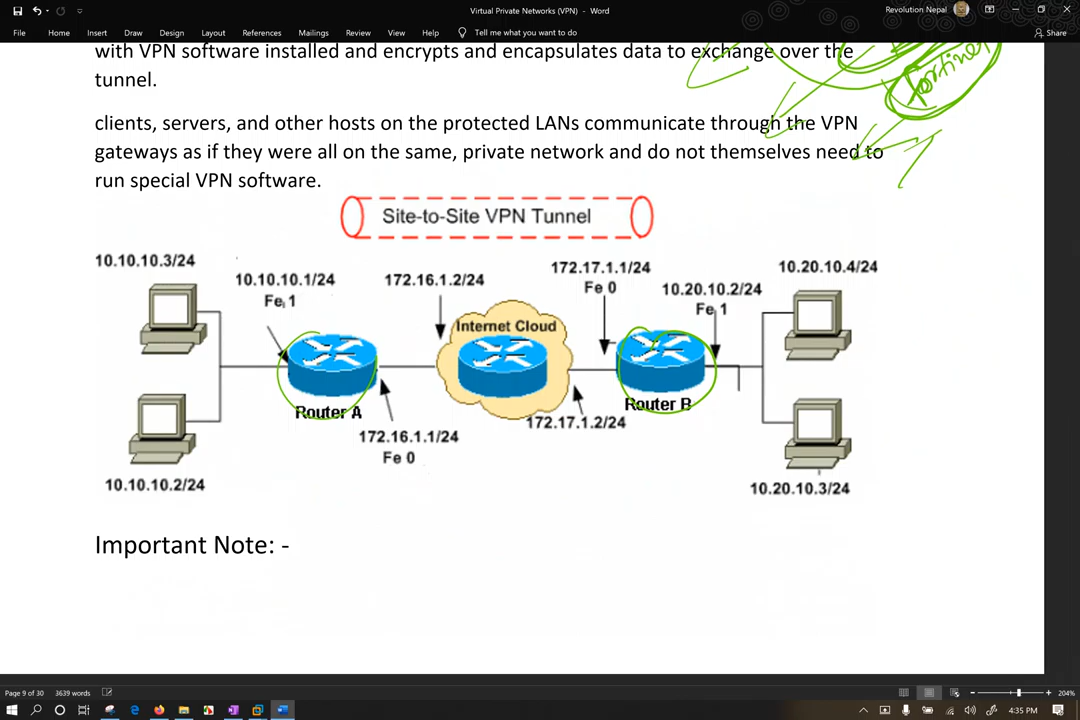 Virtual Private Networks (VPN) - Word
Revolution Nepal
File Home Insert Draw Design Layout References Mailings Review View Help Tell me what you want to do Share
with VPN software installed and encrypts and encapsulates data to exchange over the
tunnel.
fortinet
clients, servers, and other hosts on the protected LANs communicate through the VPN
gateways as if they were all on the same, private network and do not themselves need to
run special VPN software.
Site-to-Site VPN Tunnel
10.10.10.3/24
10.10.10.1/24
Fe 1
172.16.1.2/24
172.17.1.1/24
Fe 0
10.20.10.2/24
Fe 1
10.20.10.4/24
Internet Cloud
Router A
Router B
172.16.1.1/24
Fe 0
172.17.1.2/24
10.10.10.2/24
10.20.10.3/24
Important Note: -
Page 9 of 30 3639 words
204%
4:35 PM